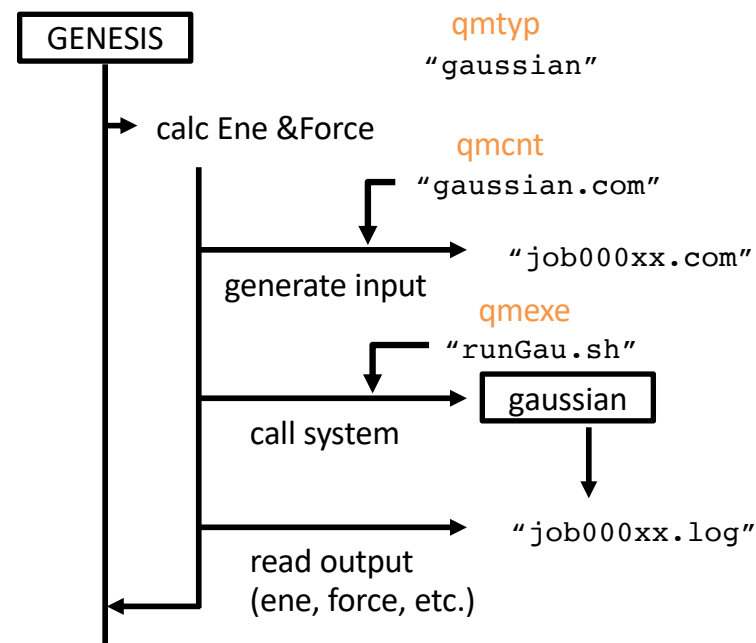 GENESIS
qmtyp
“gaussian”
calc Ene &Force
qmcnt
“gaussian.com”
“job000xx.com”
generate input
qmexe
“runGau.sh”
gaussian
call system
“job000xx.log”
read output
(ene, force, etc.)